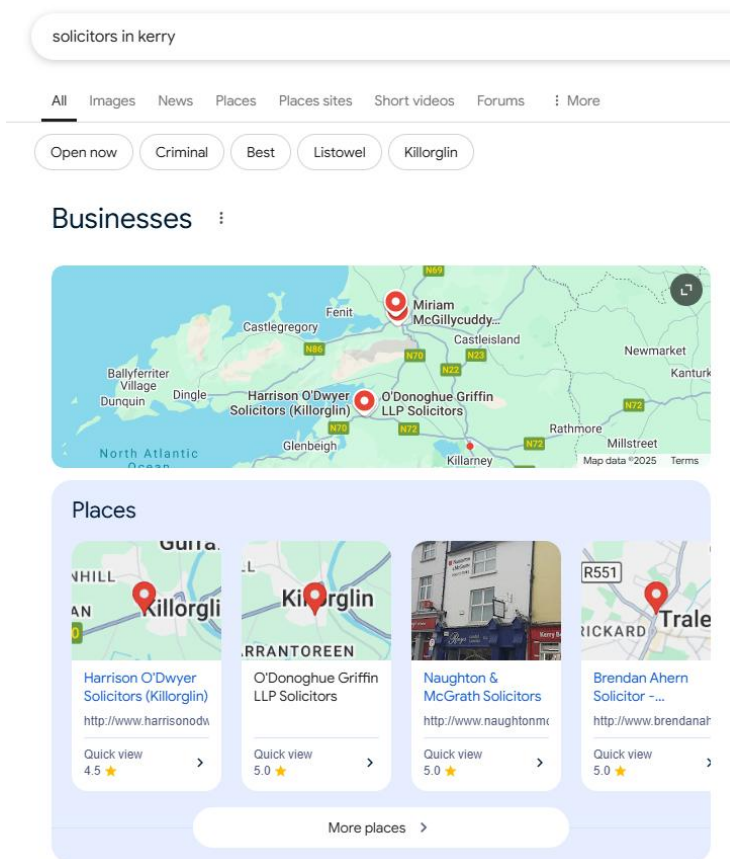 solicitors in kerry
All Images News Places Places sites Short videos Forums More
Open now Criminal Best Listowel Killorglin
Businesses
N69
Fenit
Miriam
McGillycuddy...
Castlegregory
Castleisland
N86
N70
N23
N22
Newmarket
Kanturk
Ballyferriter
Village
Dunquin
Dingle
Harrison O'Dwyer
Solicitors (Killorglin)
O'Donoghue Griffin
LLP Solicitors
N72
N70
N72
Rathmore
Glenbeigh
N72
Millstreet
North Atlantic
Ocean
Killarney
Map data ©2025 Terms
Places
NHILL
AN
Killorgli
Killorglin
RRANTOREEN
R551
Trale
RICKARD
Harrison O'Dwyer
Solicitors (Killorglin)
http://www.harrisonodw
Quick view
4.5
O'Donoghue Griffin
LLP Solicitors
Quick view
5.0
Naughton &
McGrath Solicitors
http://www.naughtonmc
Quick view
5.0
Brendan Ahern
Solicitor -...
http://www.brendanah
Quick view
5.0
More places